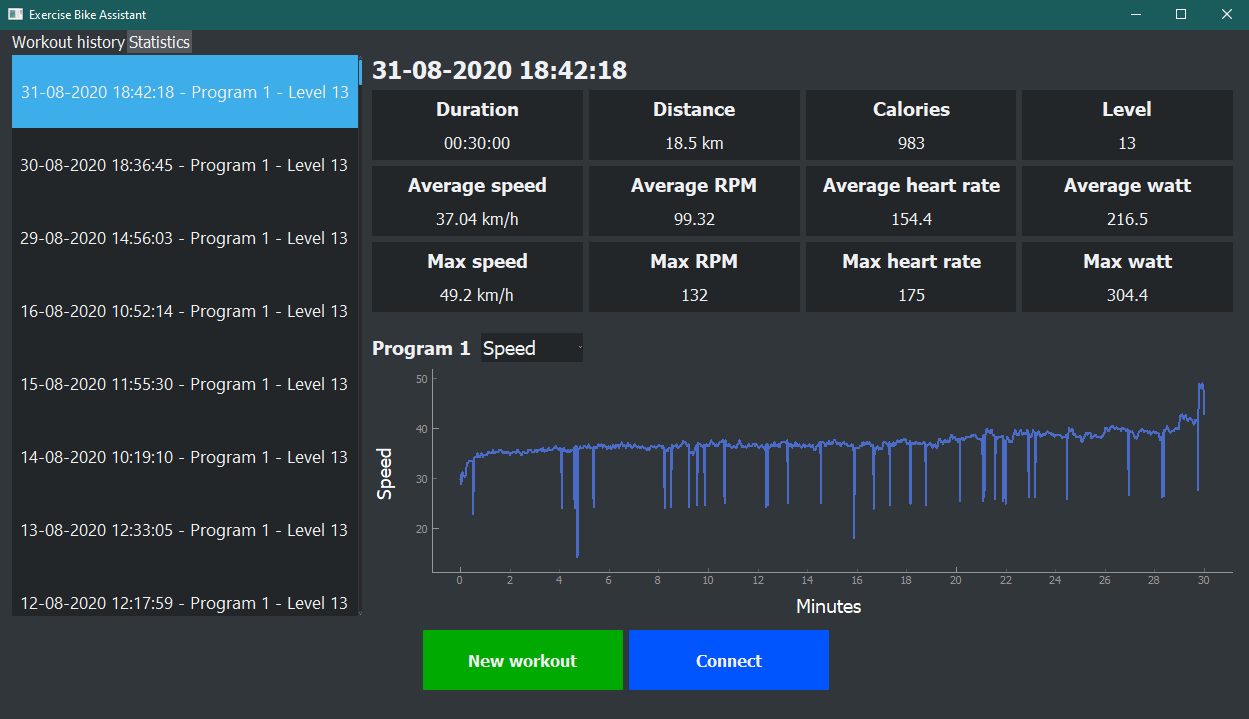 Exercise Bike Assistant
Workout history Statistics
31-08-2020 18:42:18 - Program 1 - Level 13
30-08-2020 18:36:45 - Program 1 - Level 13
29-08-2020 14:56:03 - Program 1 - Level 13
16-08-2020 10:52:14 - Program 1 - Level 13
15-08-2020 11:55:30 - Program 1 - Level 13
14-08-2020 10:19:10 - Program 1 - Level 13
13-08-2020 12:33:05 - Program 1 - Level 13
12-08-2020 12:17:59 - Program 1 - Level 13
31-08-2020 18:42:18
Duration Distance Calories Level
00:30:00 18.5 km 983 13
Average speed Average RPM Average heart rate Average watt
37.04 km/h 99.32 154.4 216.5
Max speed Max RPM Max heart rate Max watt
49.2 km/h 132 175 304.4
Program 1 Speed
50
40
30
20
Speed
0 2 4 6 8 10 12 14 16 18 20 22 24 26 28 30
Minutes
New workout Connect